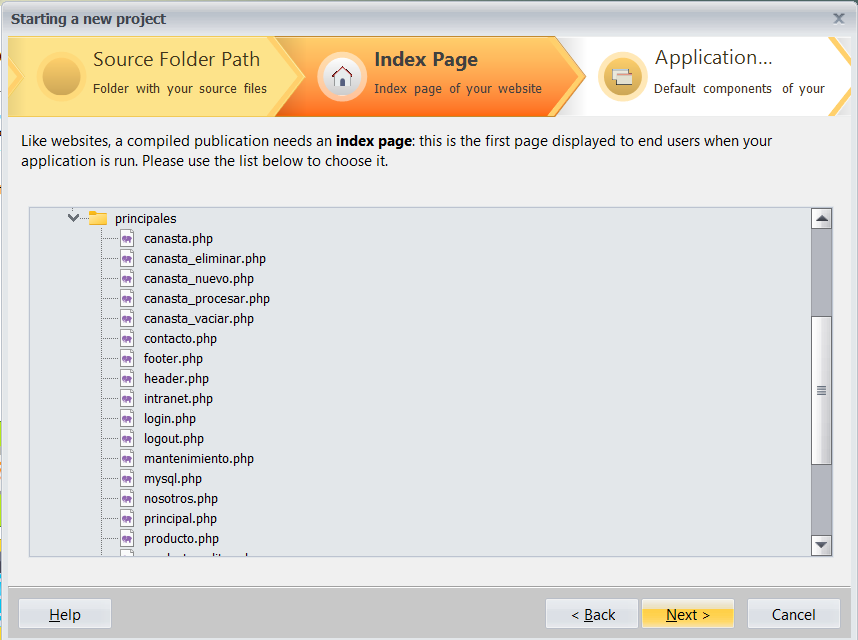 Starting a new project
Source Folder Path
Folder with your source files
Index Page
Index page of your website
Application...
Default components of your
Like websites, a compiled publication needs an index page: this is the first page displayed to end users when your
application is run. Please use the list below to choose it.
principales
canasta.php
canasta_eliminar.php
canasta_nuevo.php
canasta_procesar.php
canasta_vaciar.php
contacto.php
footer.php
header.php
intranet.php
login.php
logout.php
mantenimiento.php
mysql.php
nosotros.php
principal.php
producto.php
Help
< Back
Next >
Cancel